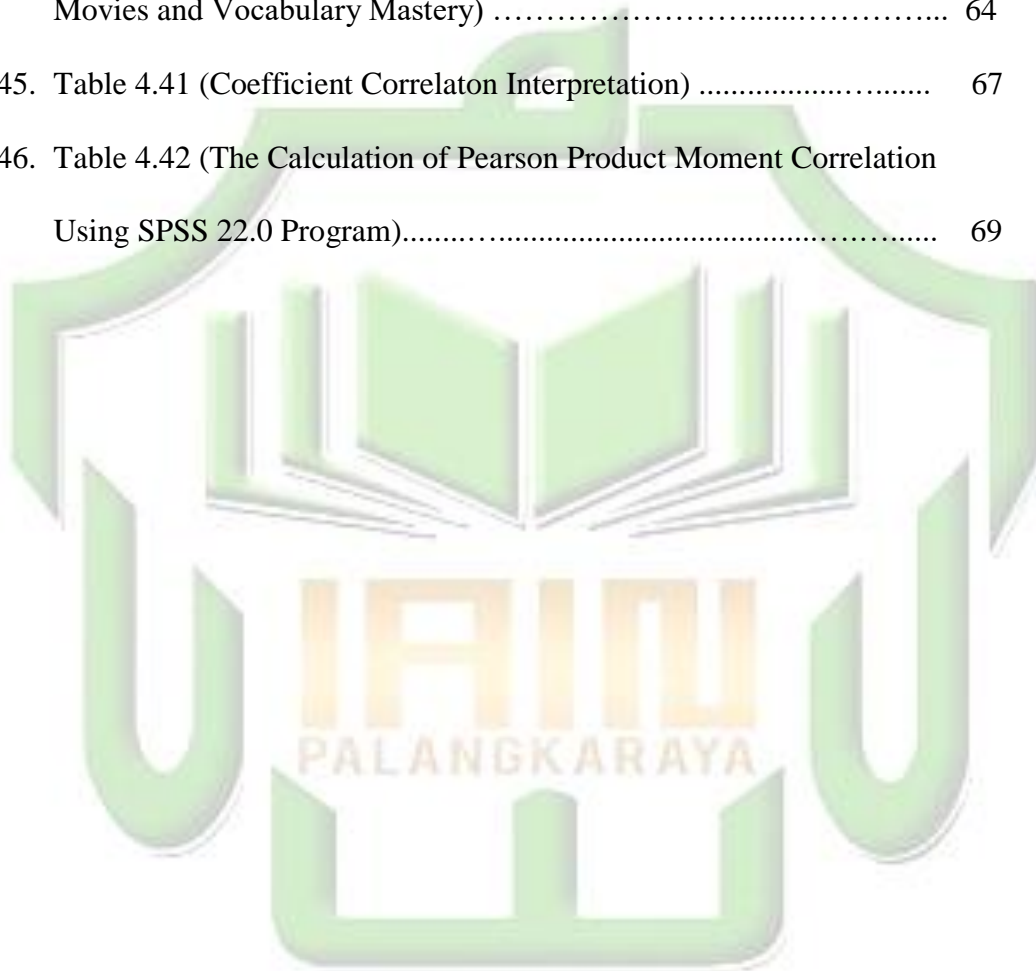 Movies and Vocabulary Mastery) ……………………......…………... 64
45. Table 4.41 (Coefficient Correlaton Interpretation) ..................…....... 67
46. Table 4.42 (The Calculation of Pearson Product Moment Correlation
Using SPSS 22.0 Program)........…........................................….……...... 69
IAIN
PALANGKARAYA